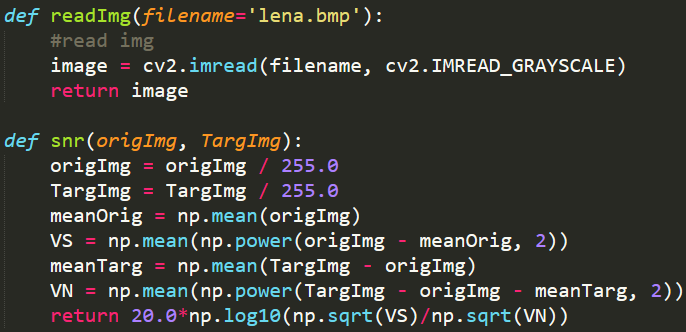 def readImg(filename='lena.bmp'):
    #read img
    image = cv2.imread(filename, cv2.IMREAD_GRAYSCALE)
    return image

def snr(origImg, TargImg):
    origImg = origImg / 255.0
    TargImg = TargImg / 255.0
    meanOrig = np.mean(origImg)
    VS = np.mean(np.power(origImg - meanOrig, 2))
    meanTarg = np.mean(TargImg - origImg)
    VN = np.mean(np.power(TargImg - origImg - meanTarg, 2))
    return 20.0*np.log10(np.sqrt(VS)/np.sqrt(VN))